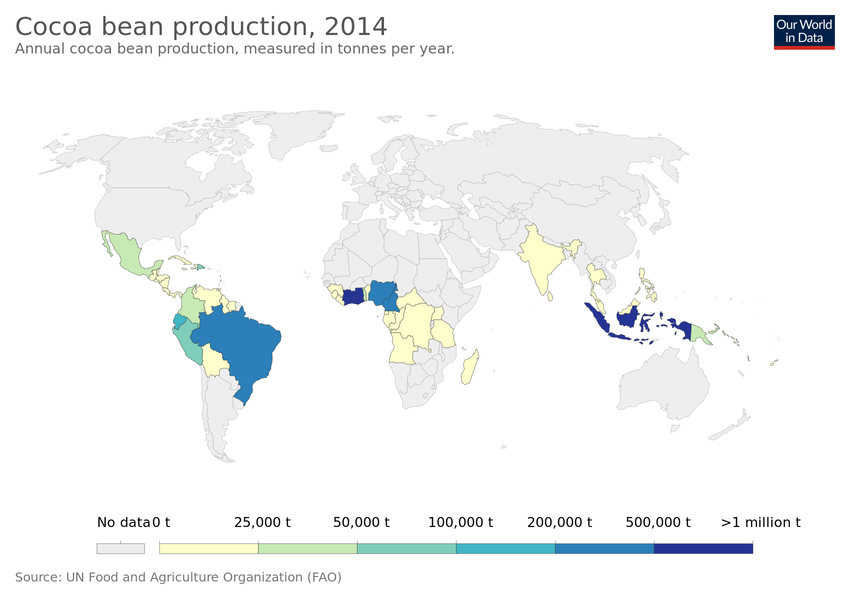 Cocoa bean production, 2014
Annual cocoa bean production, measured in tonnes per year.
Our World
in Data
No data 0 t 25,000 t 50,000 t 100,000 t 200,000 t 500,000 t >1 million t
Source: UN Food and Agriculture Organization (FAO)